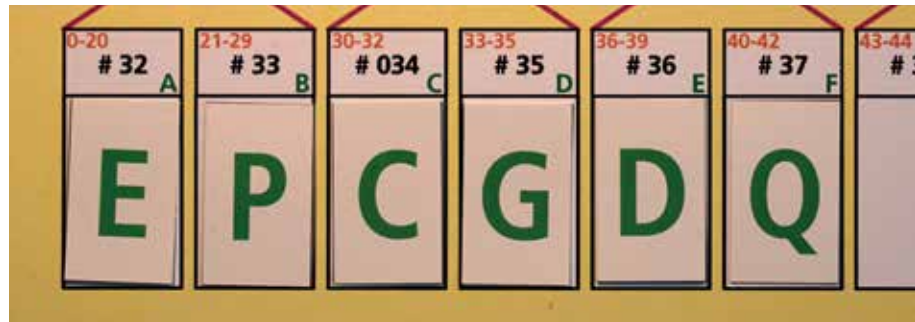 0-20 21-29 30-32 33-35 36-39 40-42 43-44
# 32 # 33 # 034 # 35 # 36 # 37 #
A B C D E F
E P C G D Q